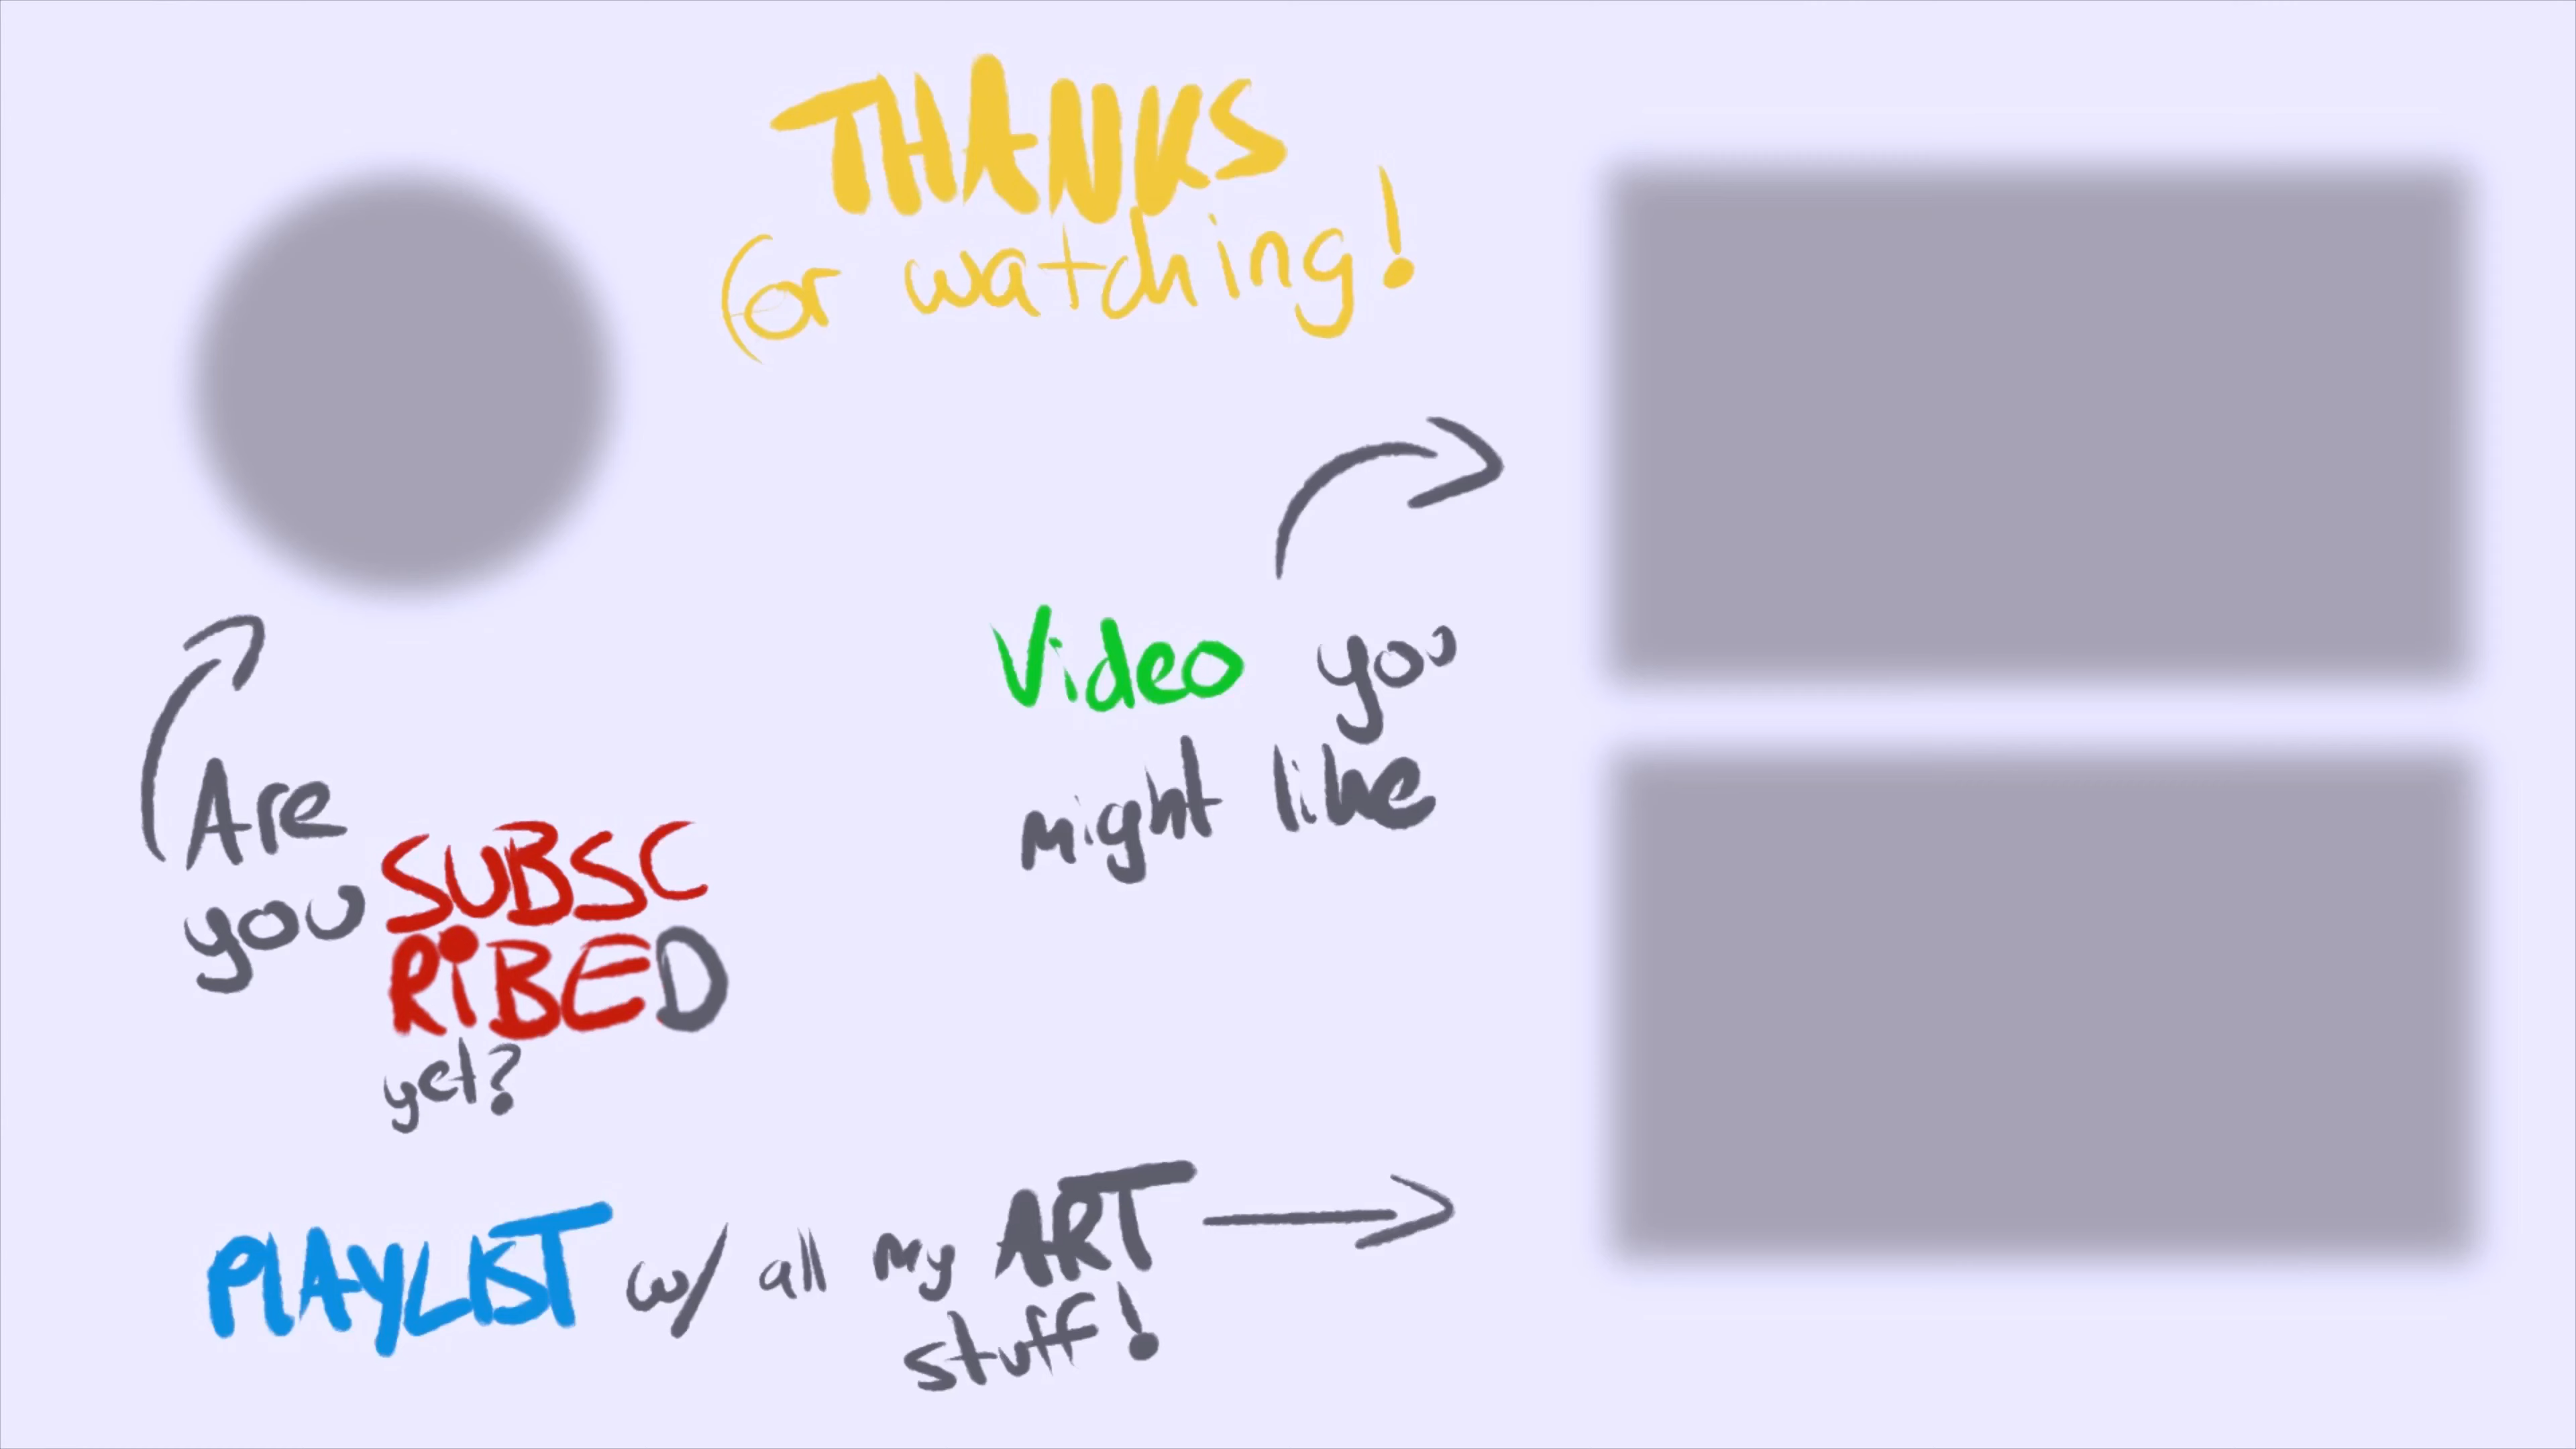 THANKS
for watching!
Video you
might like
Are
you SUBSC
RiBED
yet?
PLAYLIST w/ all my ART
stuff!